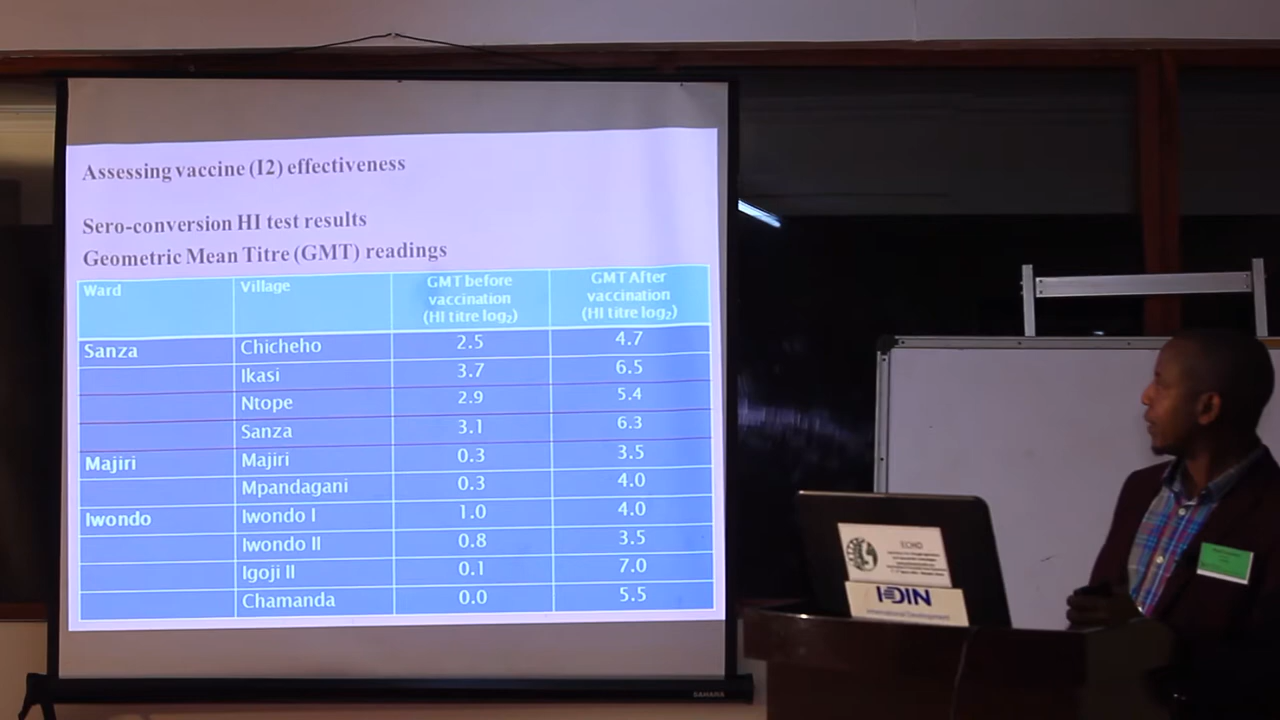 Assessing vaccine (I2) effectiveness
Sero-conversion HI test results
Geometric Mean Titre (GMT) readings
Ward Village GMT before vaccination (HI titre log₂) GMT After vaccination (HI titre log₂)
Sanza Chicheho 2.5 4.7
Ikasi 3.7 6.5
Ntope 2.9 5.4
Sanza 3.1 6.3
Majiri Majiri 0.3 3.5
Mpandagani 0.3 4.0
Iwondo Iwondo I 1.0 4.0
Iwondo II 0.8 3.5
Igoji II 0.1 7.0
Chamanda 0.0 5.5
SAHARA
ECHO
IDIN
International Development